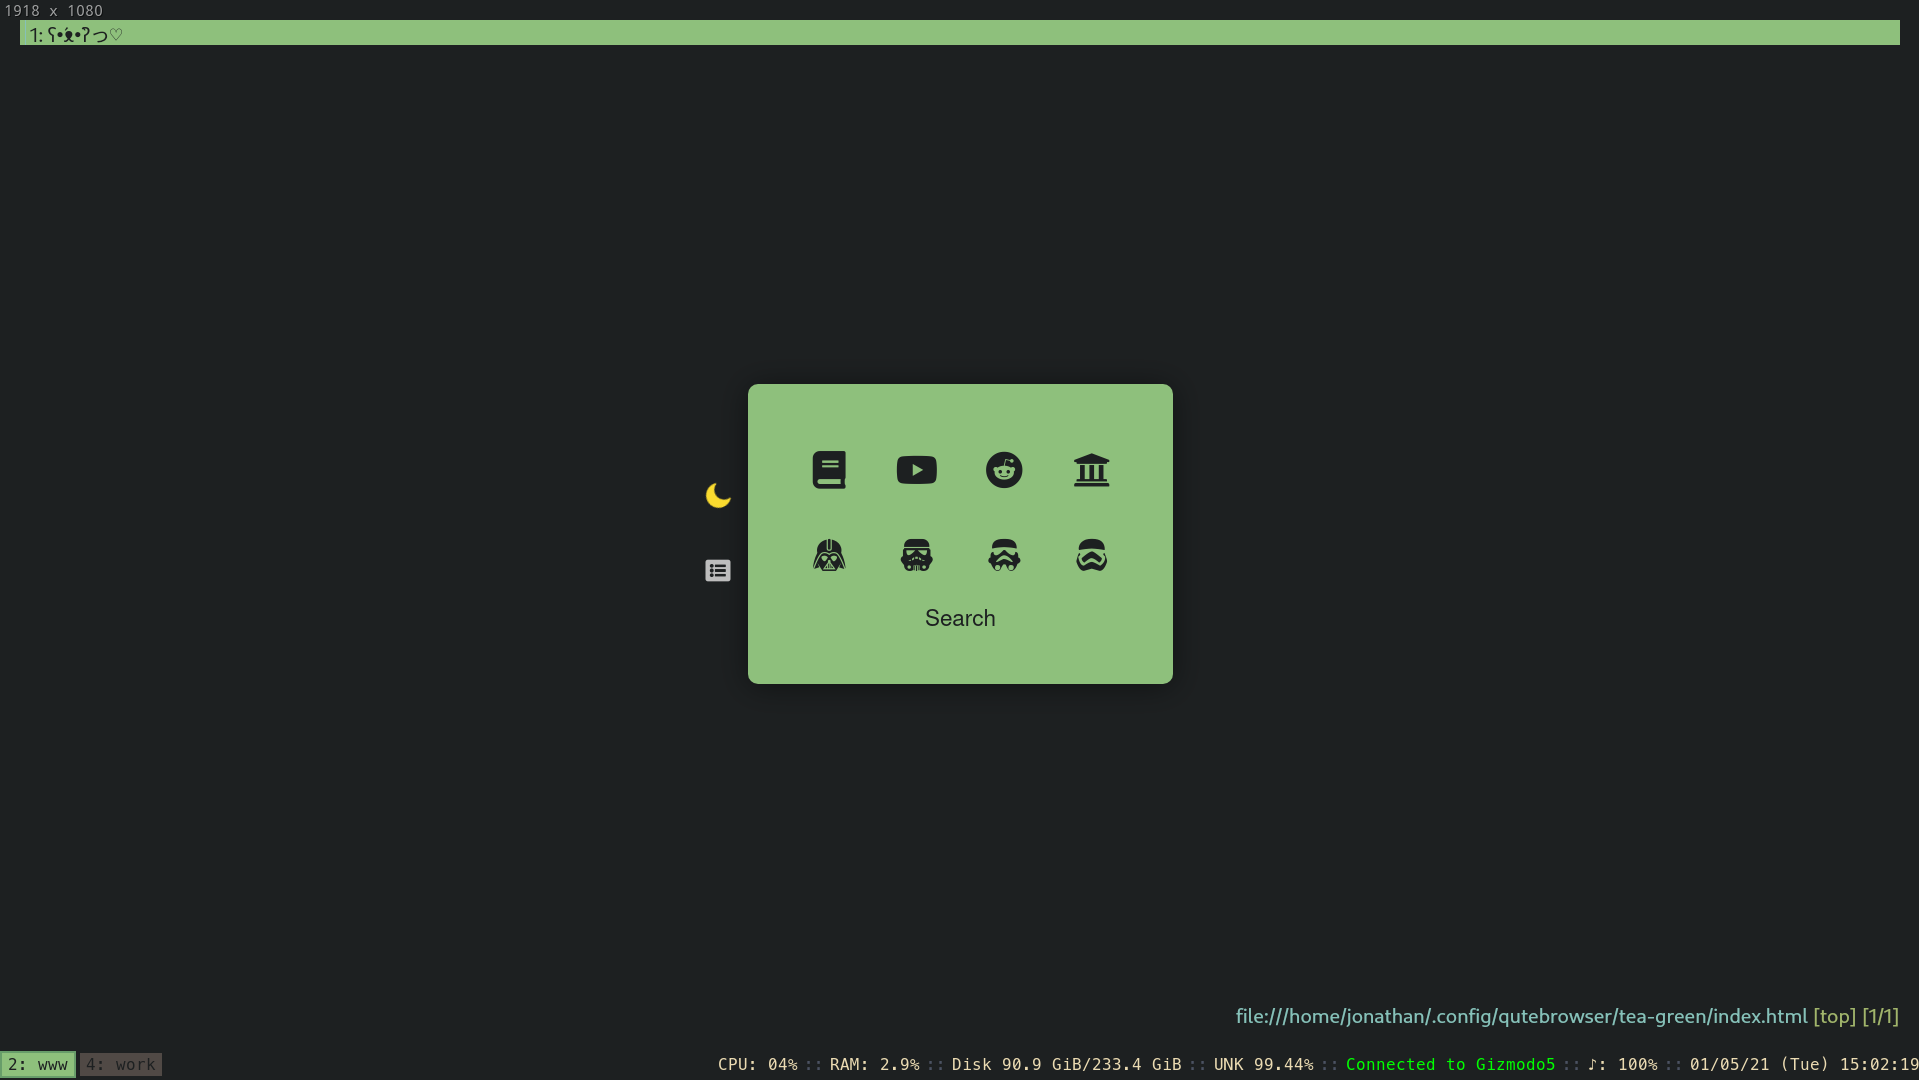 1918 x 1080
1: ʕ•́ᴥ•̀ʔっ♡
Search
file:///home/jonathan/.config/qutebrowser/tea-green/index.html [top] [1/1]
2: www 4: work CPU: 04% :: RAM: 2.9% :: Disk 90.9 GiB/233.4 GiB :: UNK 99.44% :: Connected to Gizmodo5 :: ♪: 100% :: 01/05/21 (Tue) 15:02:19